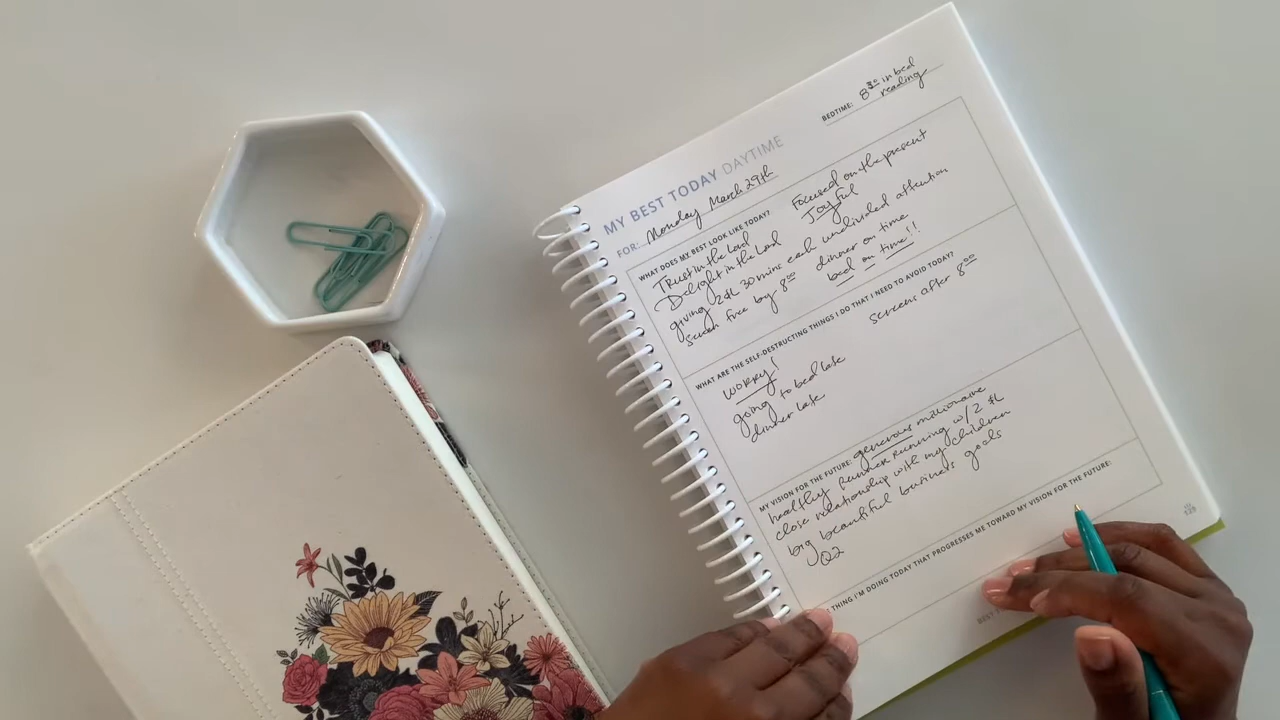 BEDTIME: 8³⁰ in bed
reading
MY BEST TODAY DAYTIME
FOR: Monday March 29th
WHAT DOES MY BEST LOOK LIKE TODAY?
Trust in the Lord
Focused on the present
Delight in the Lord
Joyful
giving 2 30 mins each undivided attention
screen free by 8⁰⁰
dinner on time
bed on time!!
WHAT ARE THE SELF-DESTRUCTING THINGS I DO THAT I NEED TO AVOID TODAY?
worry!
screens after 8⁰⁰
going to bed late
dinner late
MY VISION FOR THE FUTURE: generous millionaire
healthy runner running w/2
close relationship with my children
big beautiful business goals
Q2
THING I'M DOING TODAY THAT PROGRESSES ME TOWARD MY VISION FOR THE FUTURE:
BEST